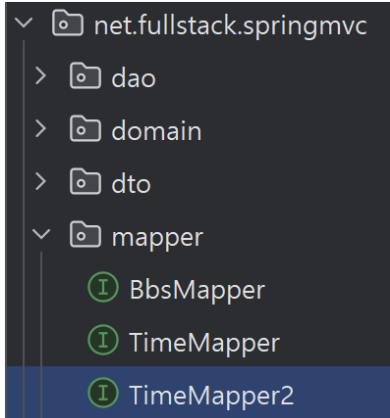 net.fullstack.springmvc
dao
domain
dto
mapper
I BbsMapper
I TimeMapper
I TimeMapper2